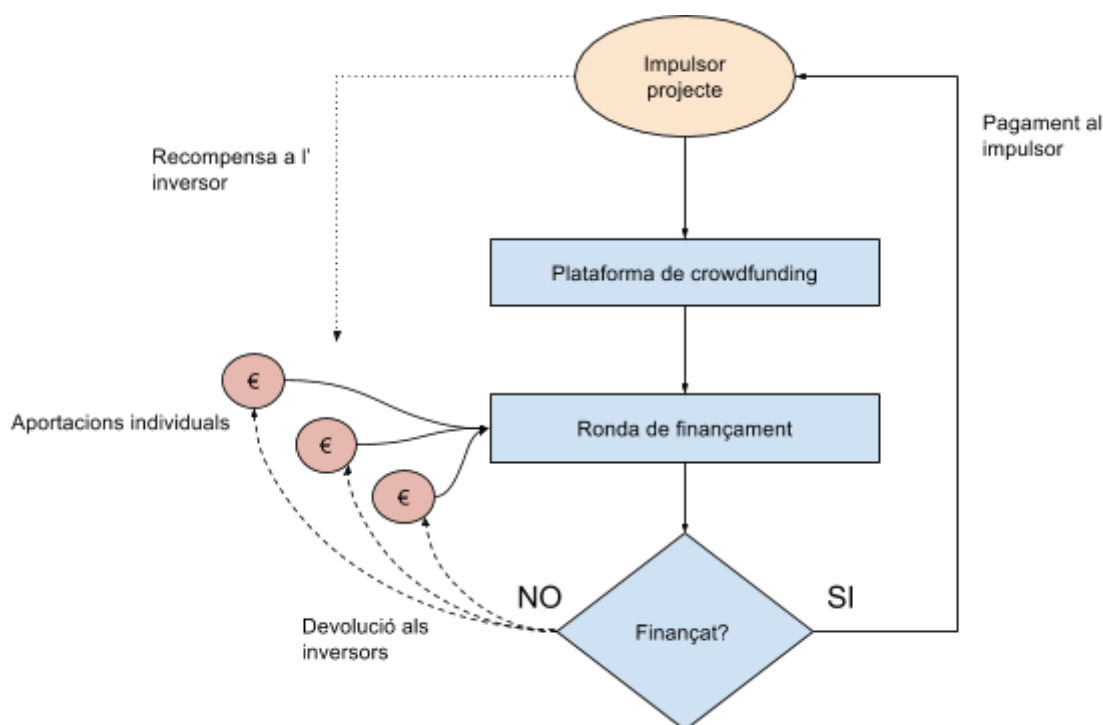 Impulsor
projecte
Pagament al
impulsor
Recompensa a l'
inversor
Plataforma de crowdfunding
€
Aportacions individuals
€
Ronda de finançament
€
NO
SI
Devolució als
inversors
Finançat?